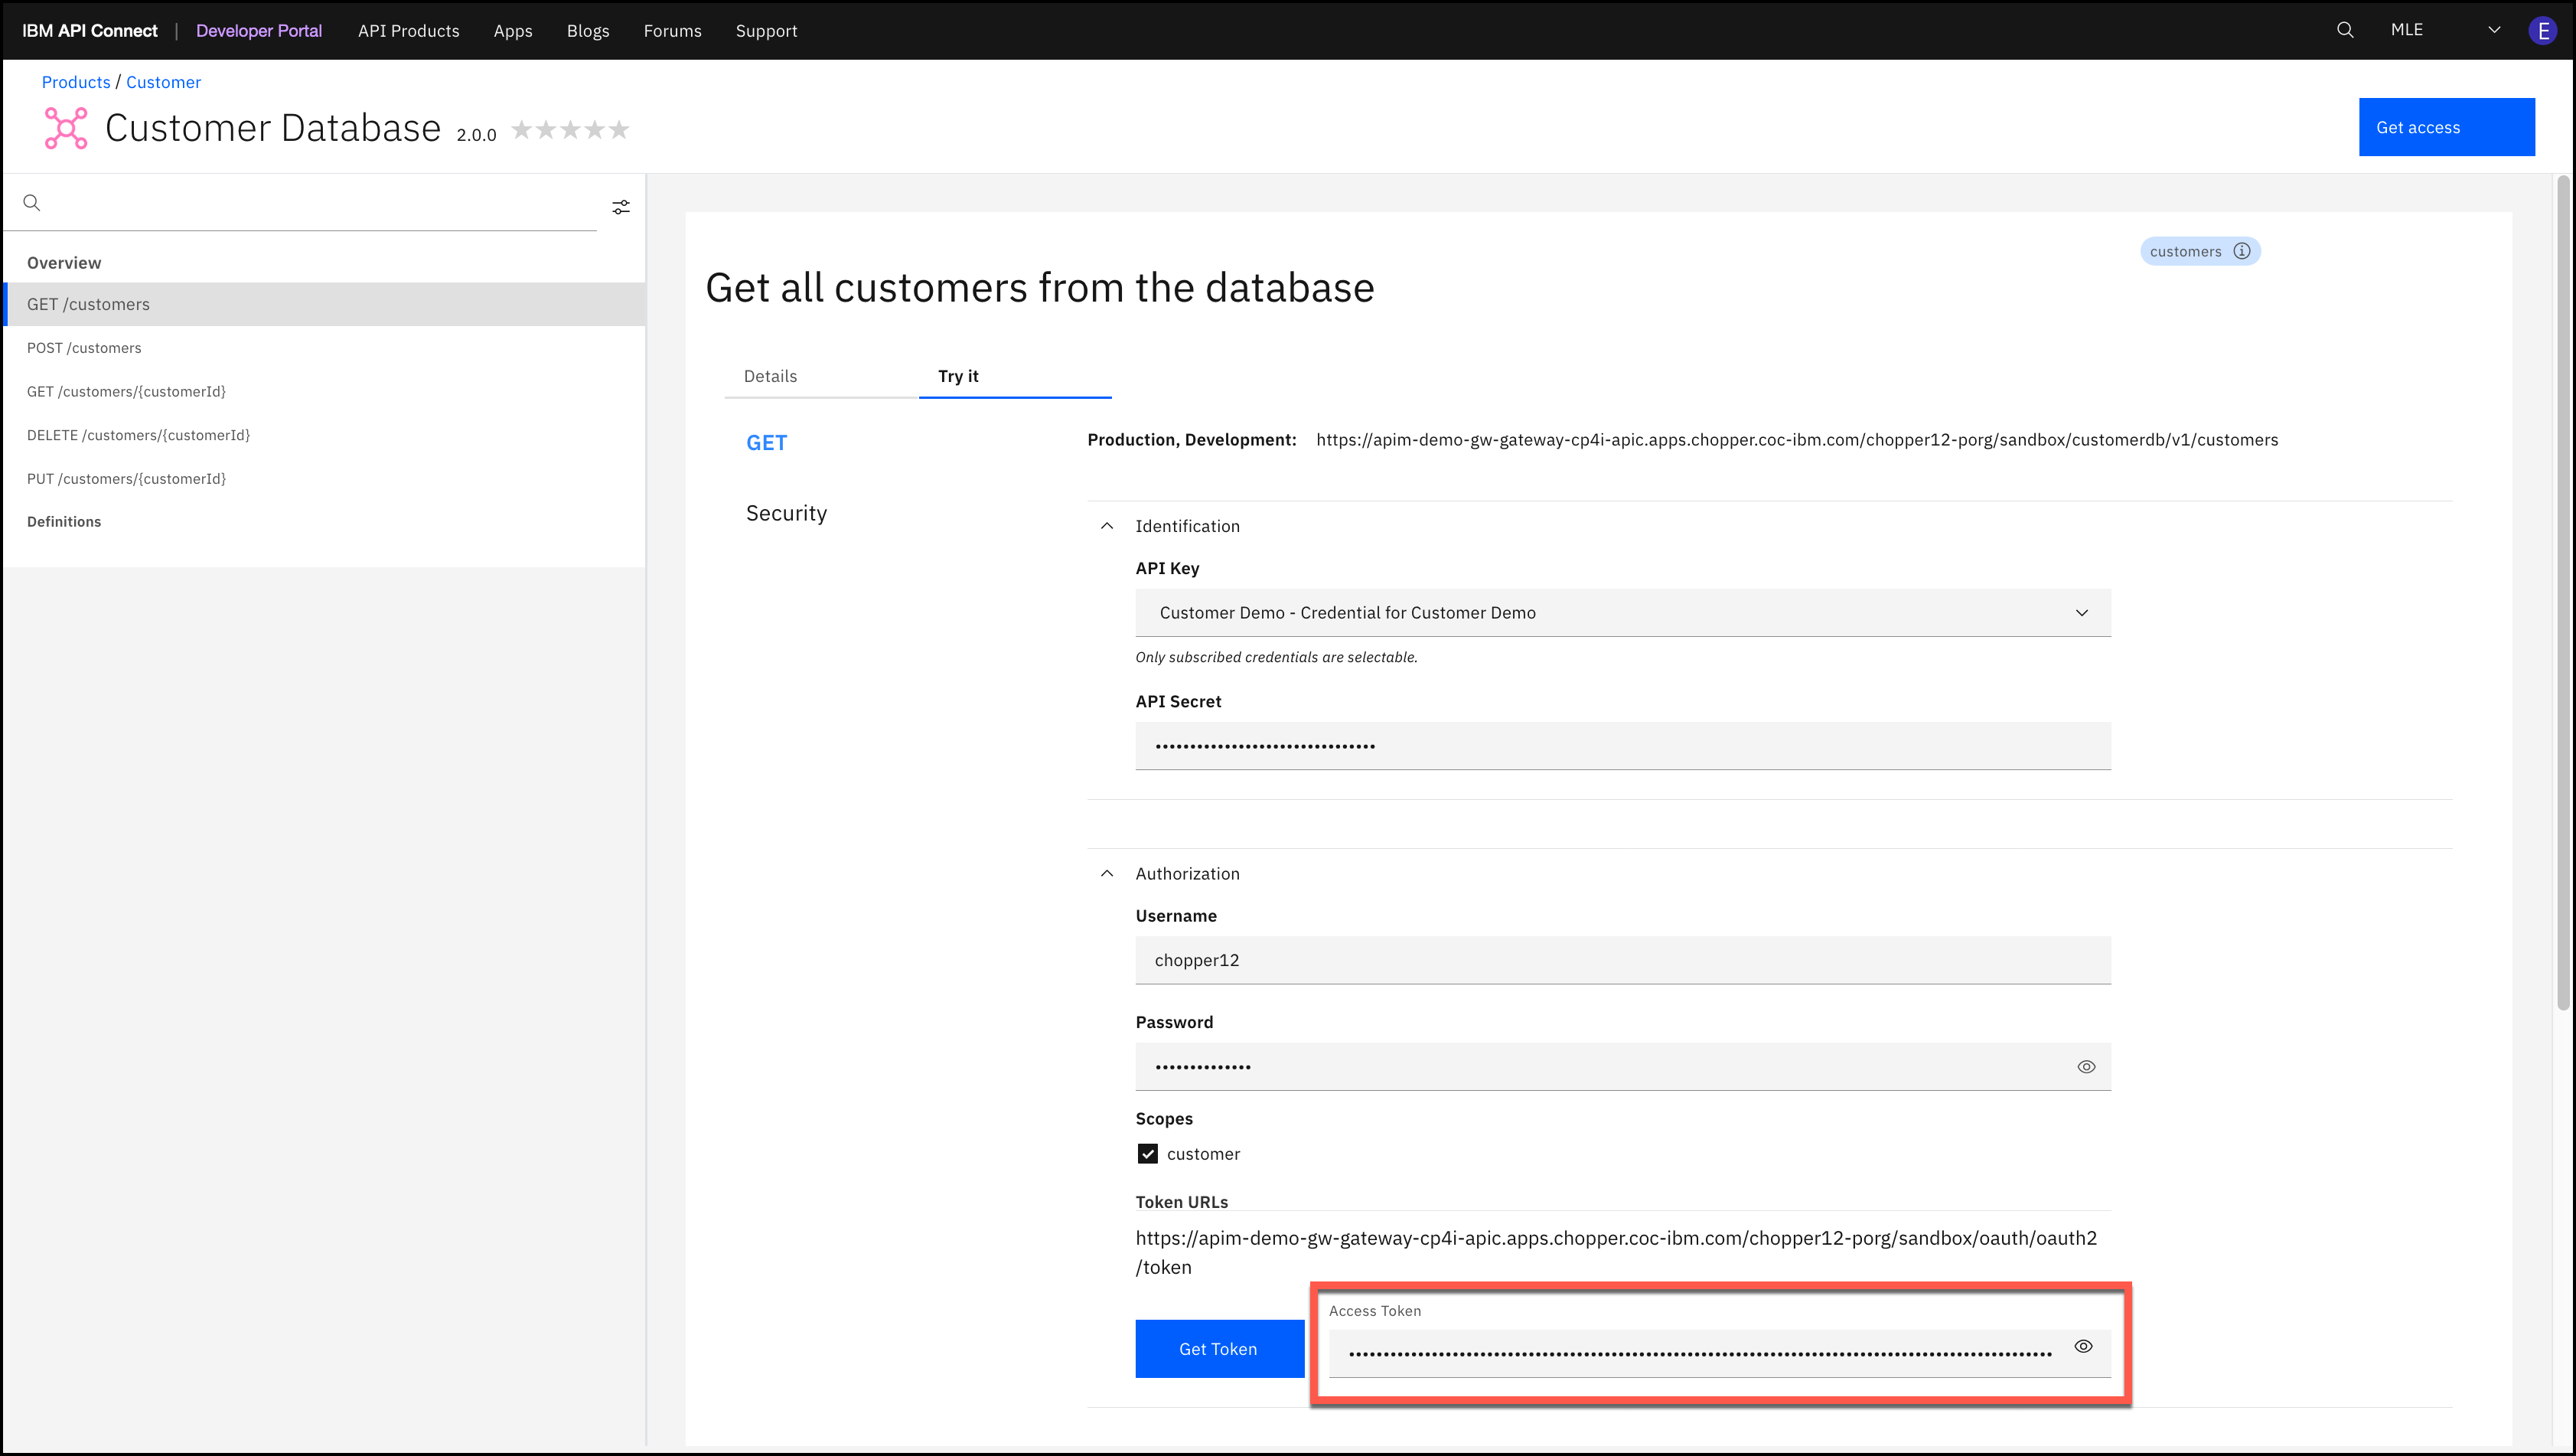 IBM API Connect | Developer Portal API Products Apps Blogs Forums Support MLE E
Products / Customer
Customer Database 2.0.0
Get access
Overview
GET /customers
POST /customers
GET /customers/{customerId}
DELETE /customers/{customerId}
PUT /customers/{customerId}
Definitions
customers
Get all customers from the database
Details Try it
GET
Production, Development: https://apim-demo-gw-gateway-cp4i-apic.apps.chopper.coc-ibm.com/chopper12-porg/sandbox/customerdb/v1/customers
Security
Identification
API Key
Customer Demo - Credential for Customer Demo
Only subscribed credentials are selectable.
API Secret
Authorization
Username
chopper12
Password
Scopes
customer
Token URLs
https://apim-demo-gw-gateway-cp4i-apic.apps.chopper.coc-ibm.com/chopper12-porg/sandbox/oauth/oauth2
/token
Access Token
Get Token